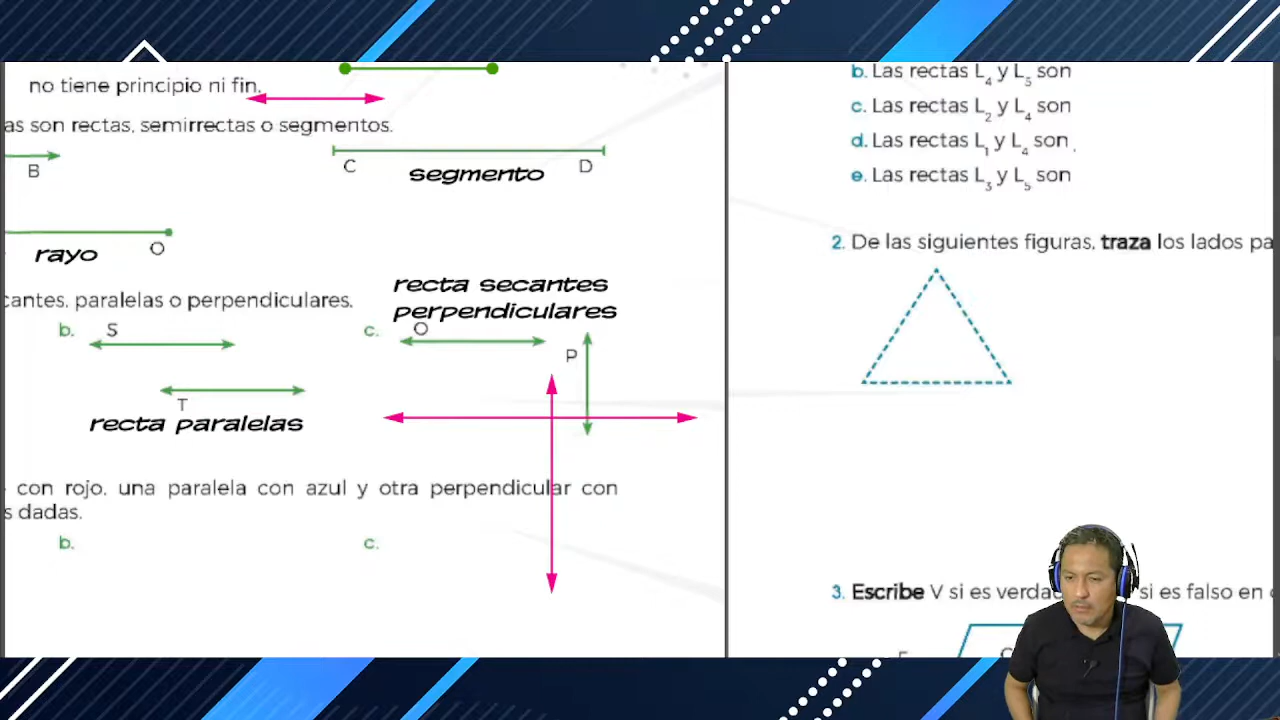 no tiene principio ni fin.
as son rectas, semirrectas o segmentos.
B
C
D
segmento
O
rayo
recta secantes
perpendiculares
cantes, paralelas o perpendiculares.
b.
S
c.
O
P
T
recta paralelas
con rojo, una paralela con azul y otra perpendicular con
s dadas.
b.
c.
b. Las rectas L4 y L5 son
c. Las rectas L2 y L4 son
d. Las rectas L1 y L4 son .
e. Las rectas L3 y L5 son
2. De las siguientes figuras, traza los lados pa
3. Escribe V si es verda si es falso en